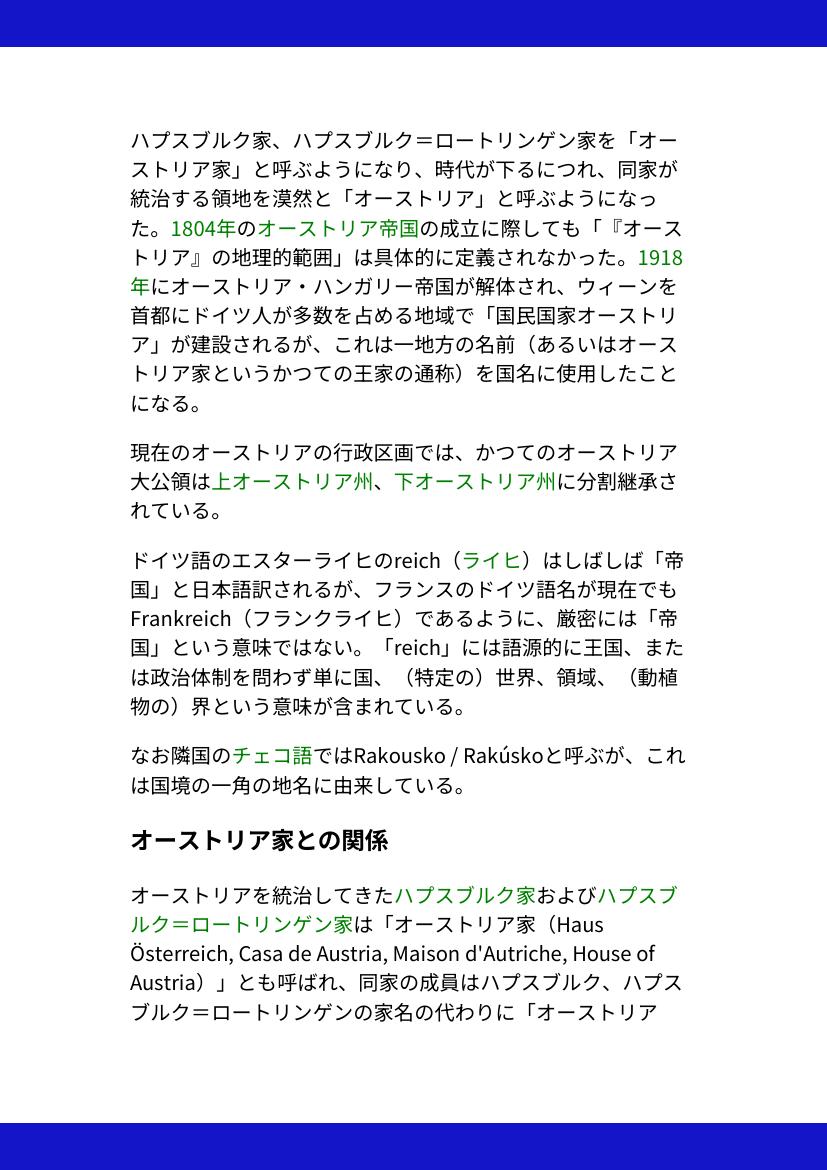 ハプスブルク家、ハプスブルク＝ロートリンゲン家を「オー
ストリア家」と呼ぶようになり、時代が下るにつれ、同家が
統治する領地を漠然と「オーストリア」と呼ぶようになっ
た。1804年のオーストリア帝国の成立に際しても「『オース
トリア』の地理的範囲」は具体的に定義されなかった。1918
年にオーストリア・ハンガリー帝国が解体され、ウィーンを
首都にドイツ人が多数を占める地域で「国民国家オーストリ
ア」が建設されるが、これは一地方の名前（あるいはオース
トリア家というかつての王家の通称）を国名に使用したこと
になる。
現在のオーストリアの行政区画では、かつてのオーストリア
大公領は上オーストリア州、下オーストリア州に分割継承さ
れている。
ドイツ語のエスターライヒのreich（ライヒ）はしばしば「帝
国」と日本語訳されるが、フランスのドイツ語名が現在でも
Frankreich（フランクライヒ）であるように、厳密には「帝
国」という意味ではない。「reich」には語源的に王国、また
は政治体制を問わず単に国、（特定の）世界、領域、（動植
物の）界という意味が含まれている。
なお隣国のチェコ語ではRakousko / Rakúskoと呼ぶが、これ
は国境の一角の地名に由来している。
オーストリア家との関係
オーストリアを統治してきたハプスブルク家およびハプスブ
ルク＝ロートリンゲン家は「オーストリア家（Haus
Österreich, Casa de Austria, Maison d'Autriche, House of
Austria）」とも呼ばれ、同家の成員はハプスブルク、ハプス
ブルク＝ロートリンゲンの家名の代わりに「オーストリア